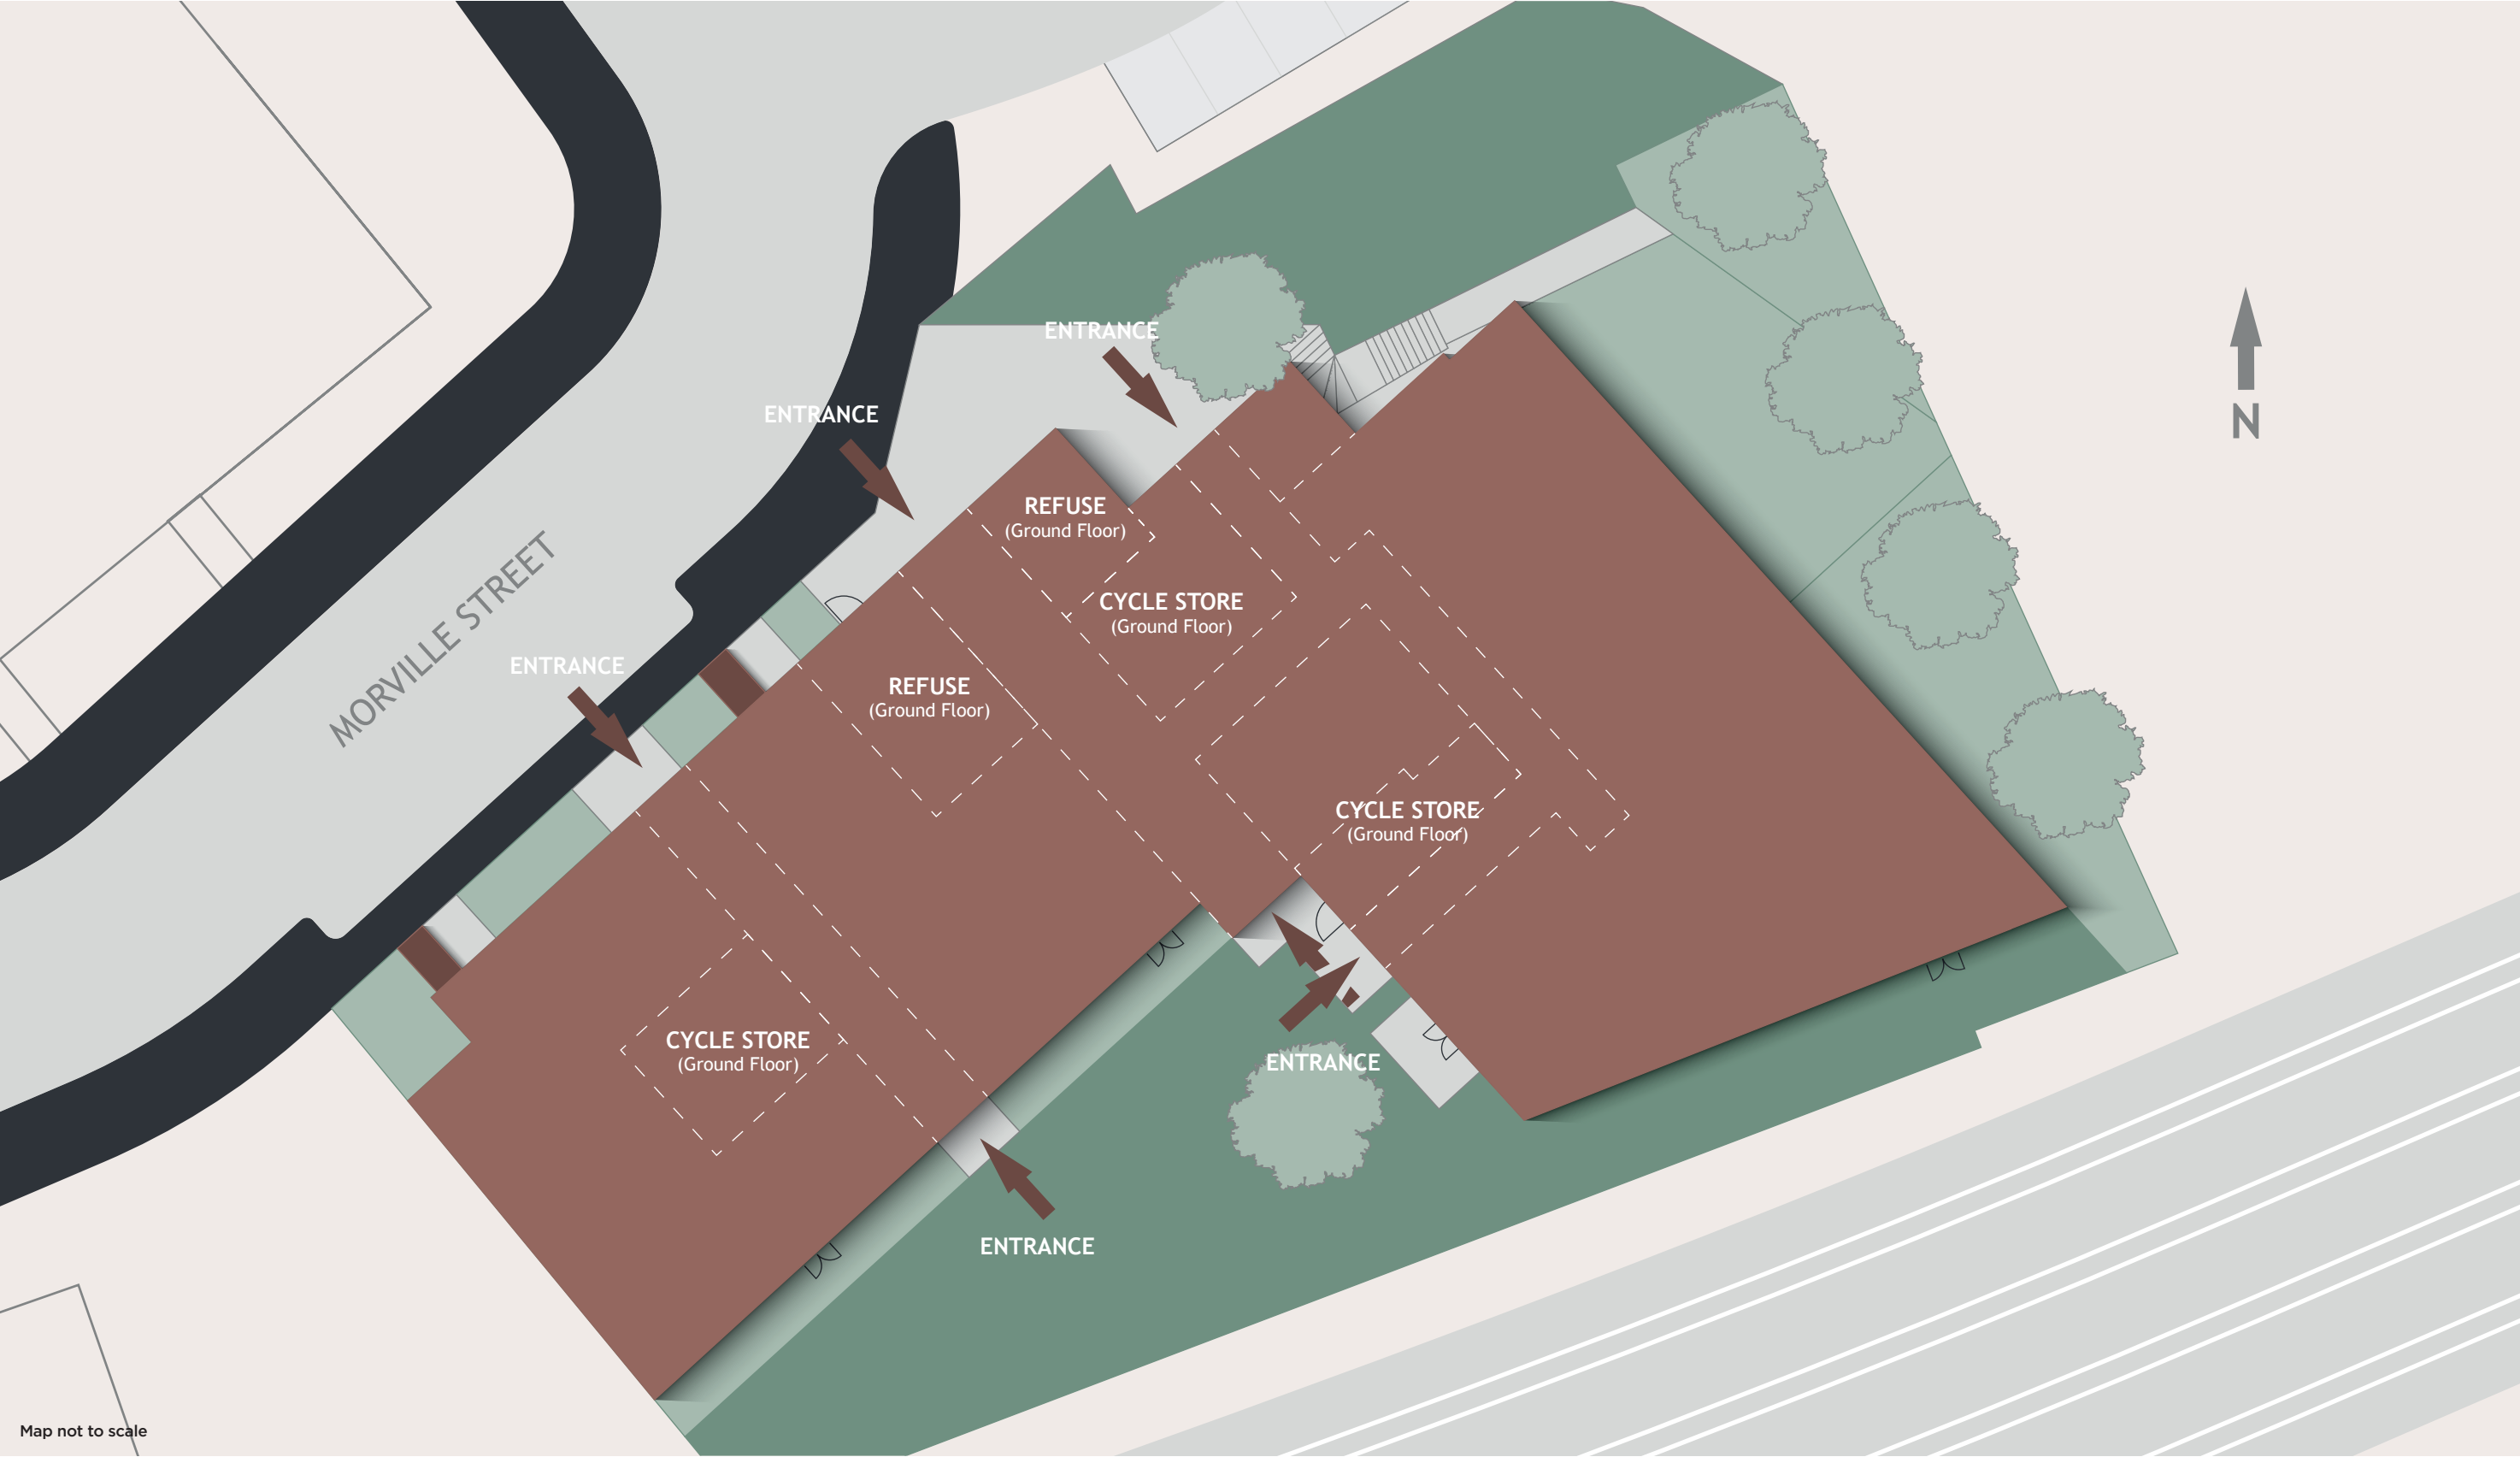 ENTRANCE
ENTRANCE
N
REFUSE
(Ground Floor)
CYCLE STORE
(Ground Floor)
MORVILLE STREET
ENTRANCE
REFUSE
(Ground Floor)
CYCLE STORE
(Ground Floor)
CYCLE STORE
(Ground Floor)
ENTRANCE
ENTRANCE
Map not to scale